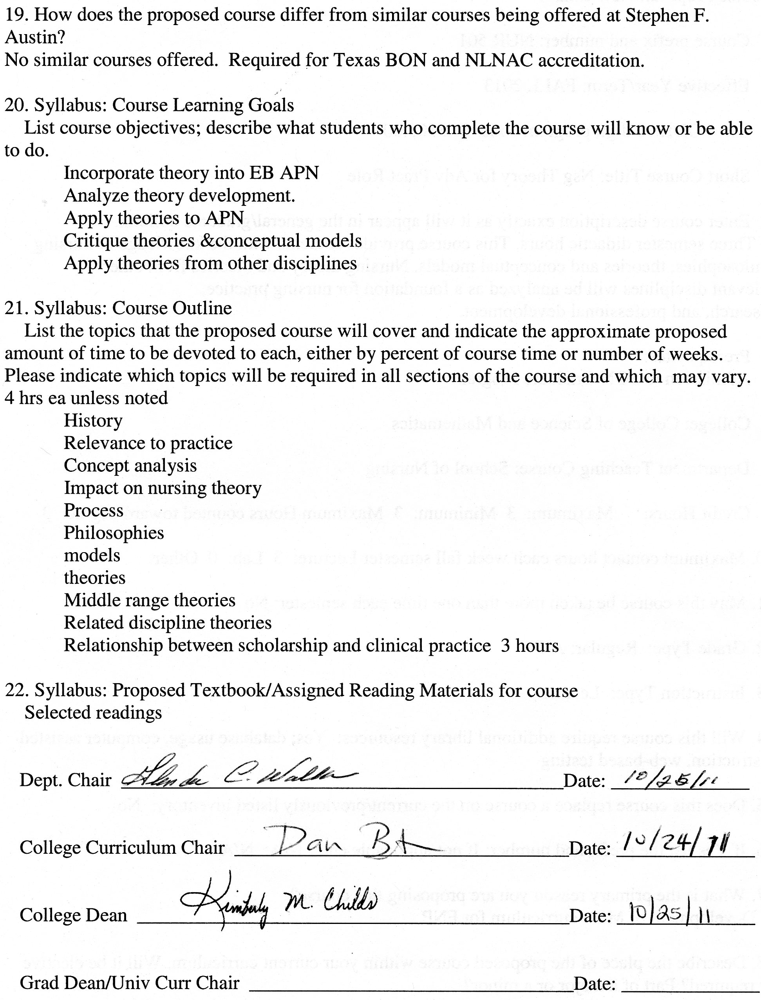 19. How does the proposed course differ from similar courses being offered at Stephen F.
Austin?
No similar courses offered.  Required for Texas BON and NLNAC accreditation.
20. Syllabus: Course Learning Goals
List course objectives; describe what students who complete the course will know or be able
to do.
Incorporate theory into EB APN
Analyze theory development.
Apply theories to APN
Critique theories &conceptual models
Apply theories from other disciplines
21. Syllabus: Course Outline
List the topics that the proposed course will cover and indicate the approximate proposed
amount of time to be devoted to each, either by percent of course time or number of weeks.
Please indicate which topics will be required in all sections of the course and which  may vary.
4 hrs ea unless noted
History
Relevance to practice
Concept analysis
Impact on nursing theory
Process
Philosophies
models
theories
Middle range theories
Related discipline theories
Relationship between scholarship and clinical practice  3 hours
22. Syllabus: Proposed Textbook/Assigned Reading Materials for course
Selected readings
Dept. Chair Glenda C. Walker Date: 10/25/11
College Curriculum Chair Dan Date: 10/24/11
College Dean Kimberly M. Childs Date: 10/25/11
Grad Dean/Univ Curr Chair Date: